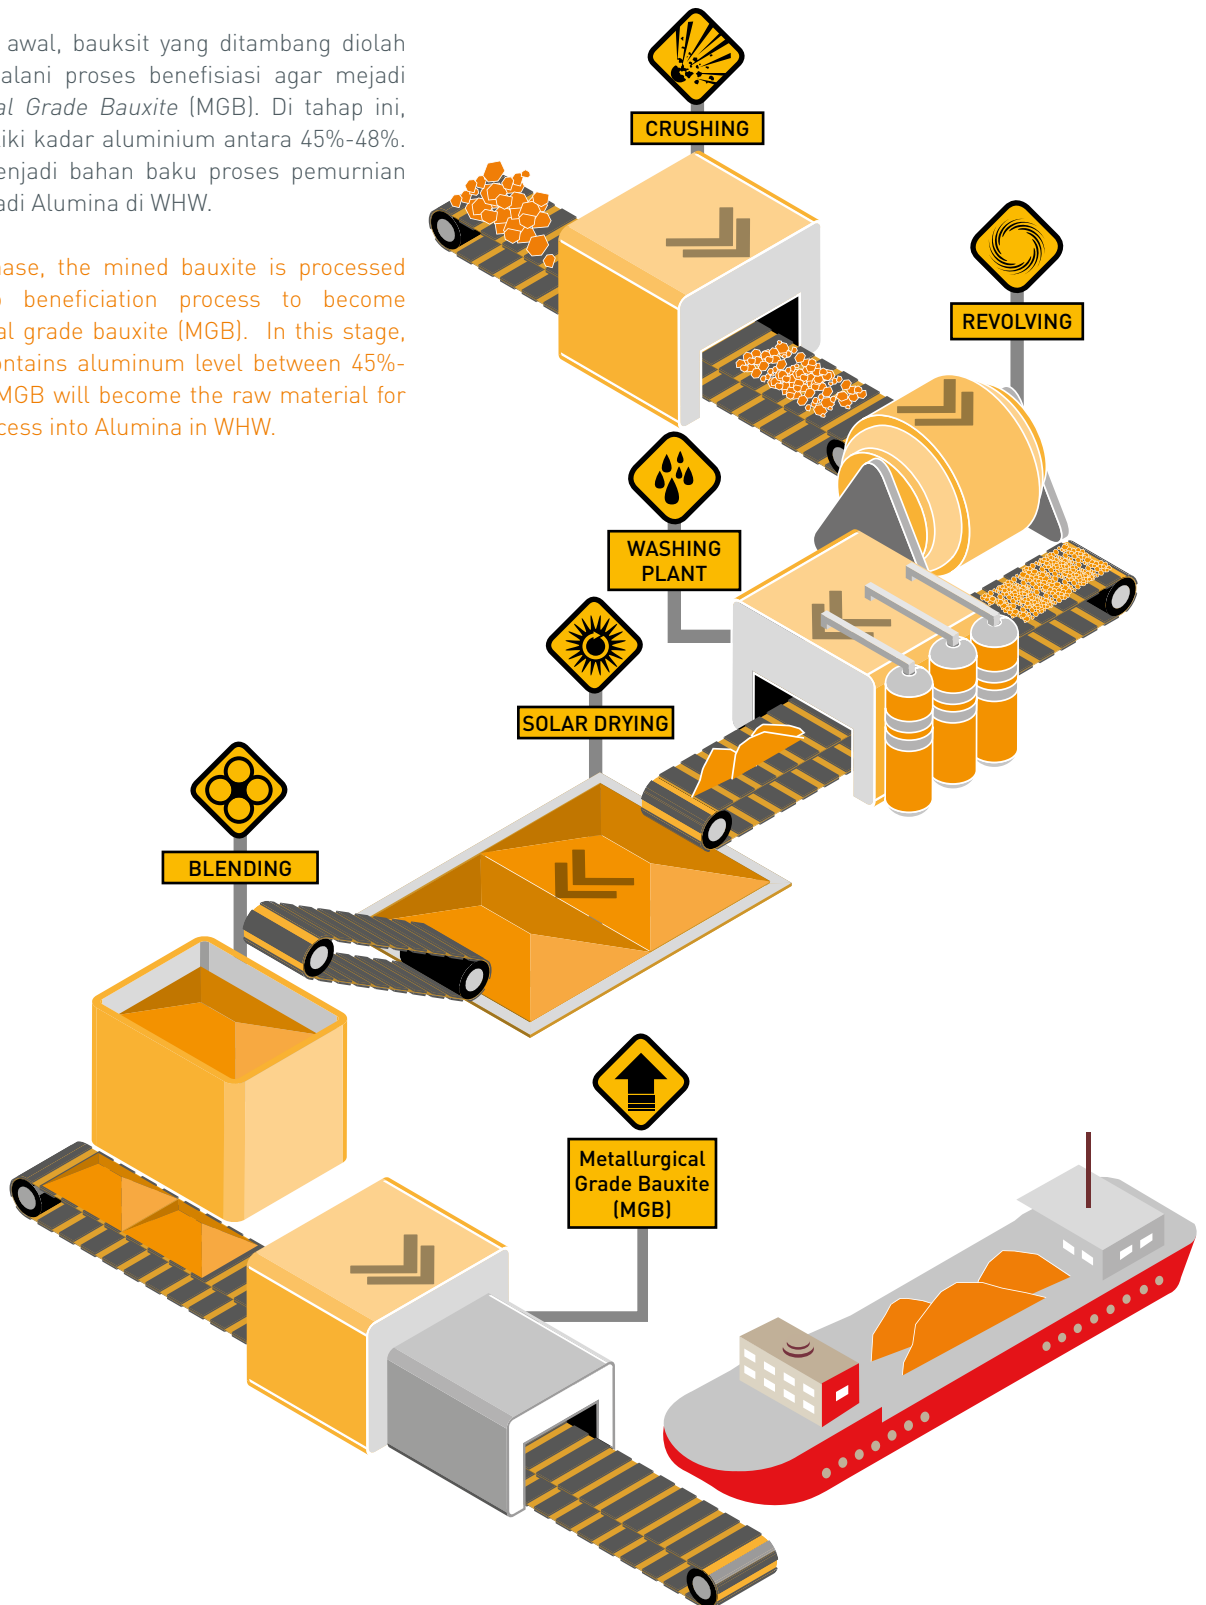 awal, bauksit yang ditambang diolah
alani proses benefisiasi agar mejadi
al Grade Bauxite (MGB). Di tahap ini,
iki kadar aluminium antara 45%-48%.
enjadi bahan baku proses pemurnian
adi Alumina di WHW.
ase, the mined bauxite is processed
beneficiation process to become
al grade bauxite (MGB). In this stage,
ontains aluminum level between 45%-
MGB will become the raw material for
cess into Alumina in WHW.
CRUSHING
REVOLVING
WASHING
PLANT
SOLAR DRYING
BLENDING
Metallurgical
Grade Bauxite
(MGB)